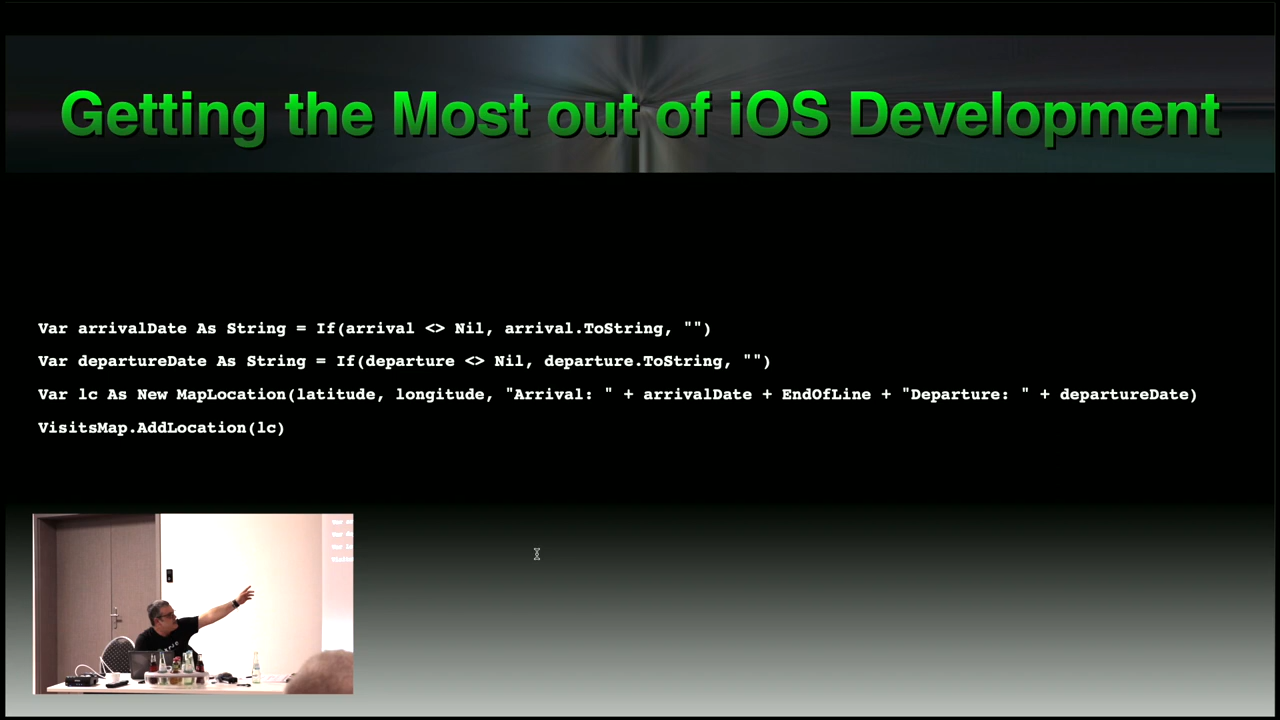 Getting the Most out of iOS Development
Var arrivalDate As String = If(arrival <> Nil, arrival.ToString, "")
Var departureDate As String = If(departure <> Nil, departure.ToString, "")
Var lc As New MapLocation(latitude, longitude, "Arrival: " + arrivalDate + EndOfLine + "Departure: " + departureDate)
VisitsMap.AddLocation(lc)